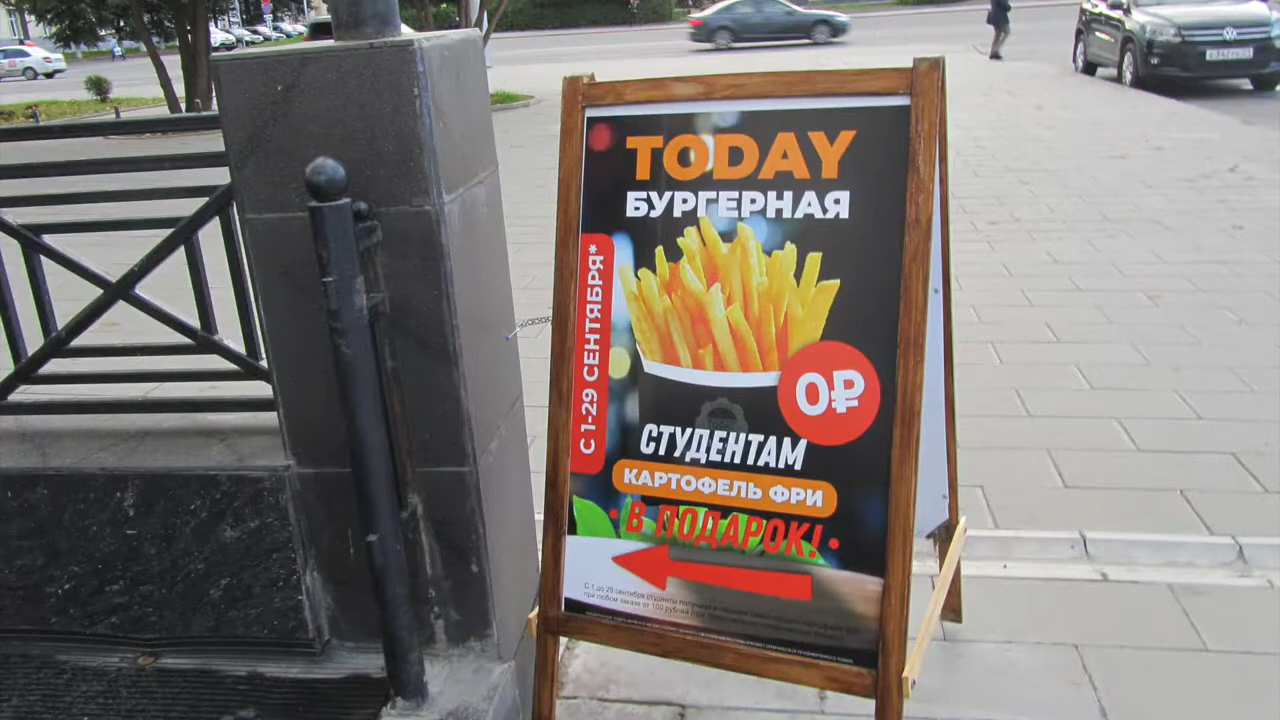 TODAY
БУРГЕРНАЯ
С 1-29 СЕНТЯБРЯ*
0₽
СТУДЕНТАМ
КАРТОФЕЛЬ ФРИ
• В ПОДАРОК! •
С 1 до 29 сентября студенты получают в подарок
при любом заказе от 100 рублей